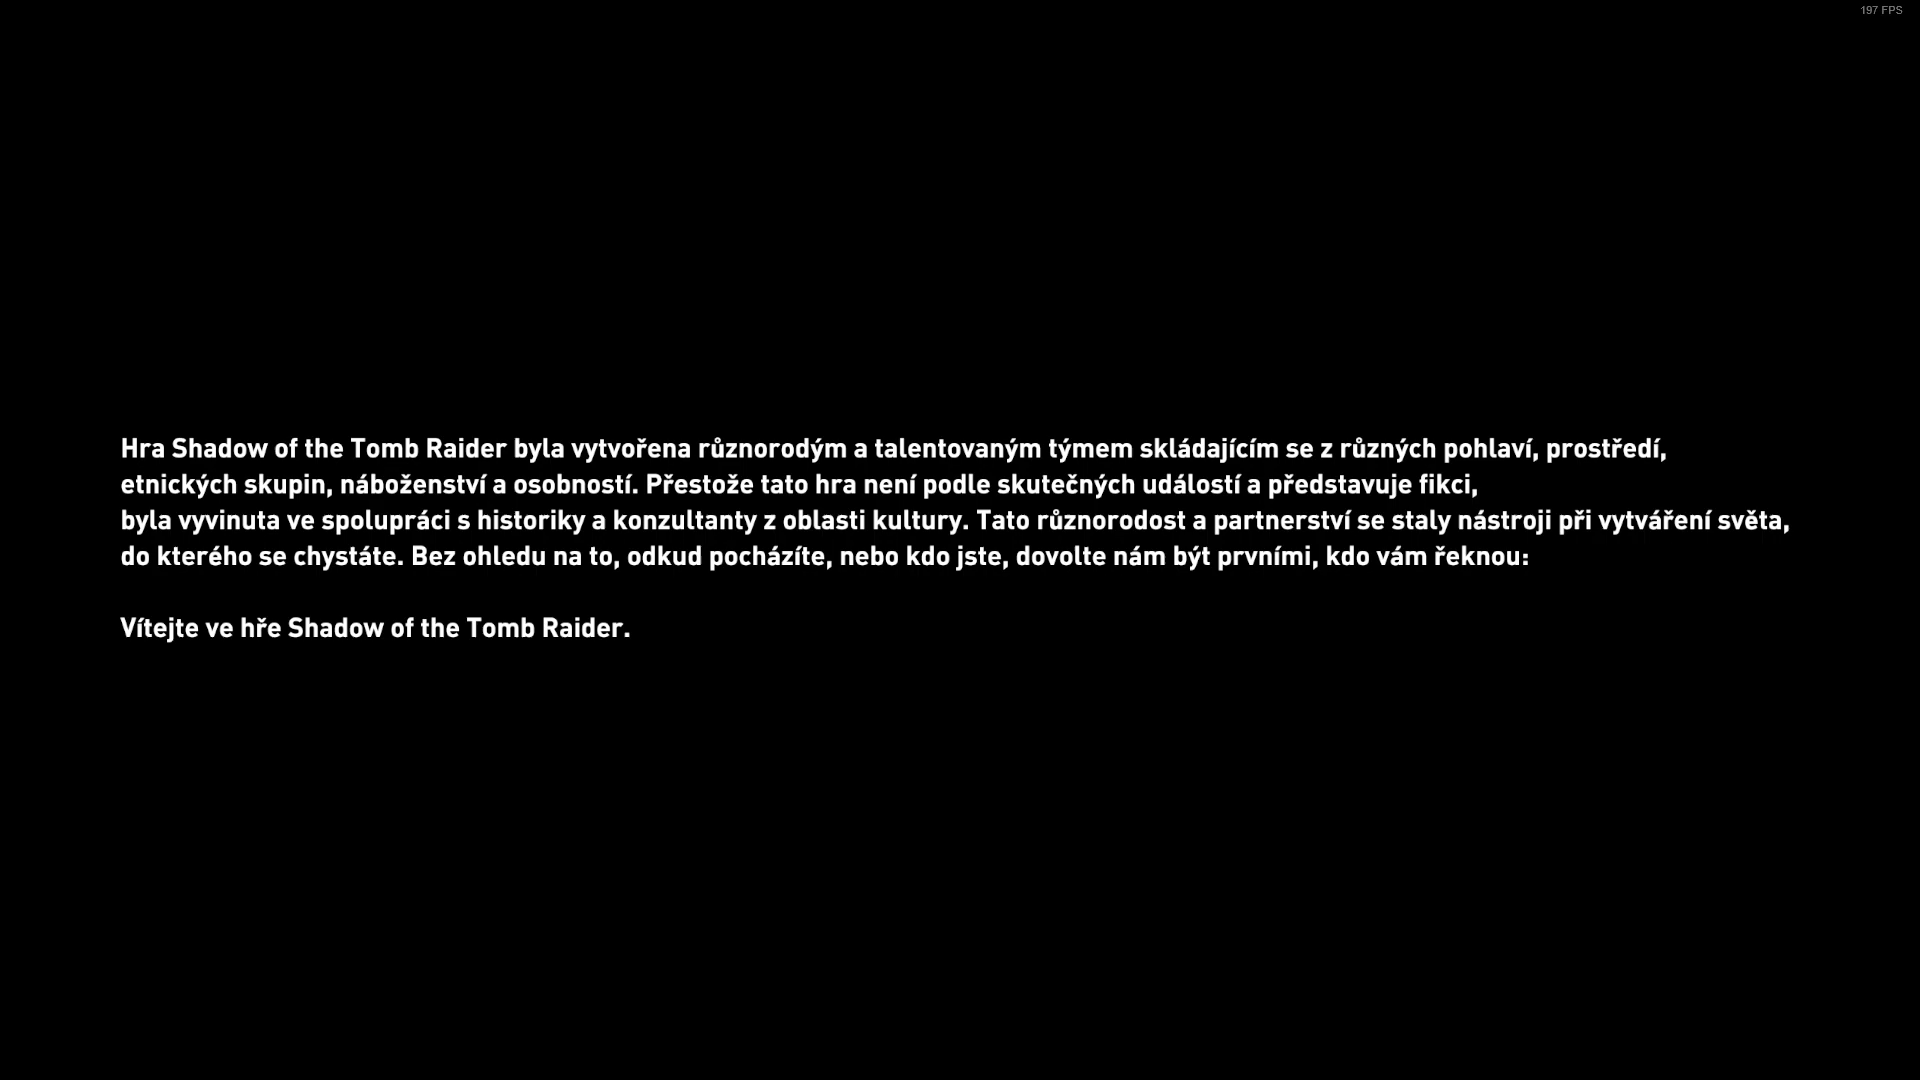 197 FPS
Hra Shadow of the Tomb Raider byla vytvořena různorodým a talentovaným týmem skládajícím se z různých pohlaví, prostředí,
etnických skupin, náboženství a osobností. Přestože tato hra není podle skutečných událostí a představuje fikci,
byla vyvinuta ve spolupráci s historiky a konzultanty z oblasti kultury. Tato různorodost a partnerství se staly nástroji při vytváření světa,
do kterého se chystáte. Bez ohledu na to, odkud pocházíte, nebo kdo jste, dovolte nám být prvními, kdo vám řeknou:
Vítejte ve hře Shadow of the Tomb Raider.